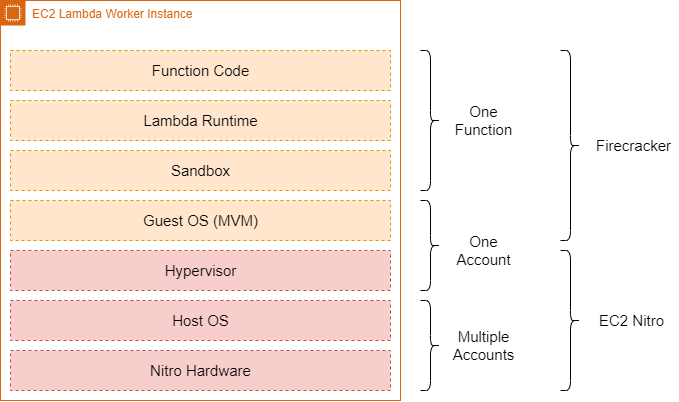 EC2 Lambda Worker Instance
Function Code
Lambda Runtime
Sandbox
Guest OS (MVM)
Hypervisor
Host OS
Nitro Hardware
One
Function
One
Account
Multiple
Accounts
Firecracker
EC2 Nitro